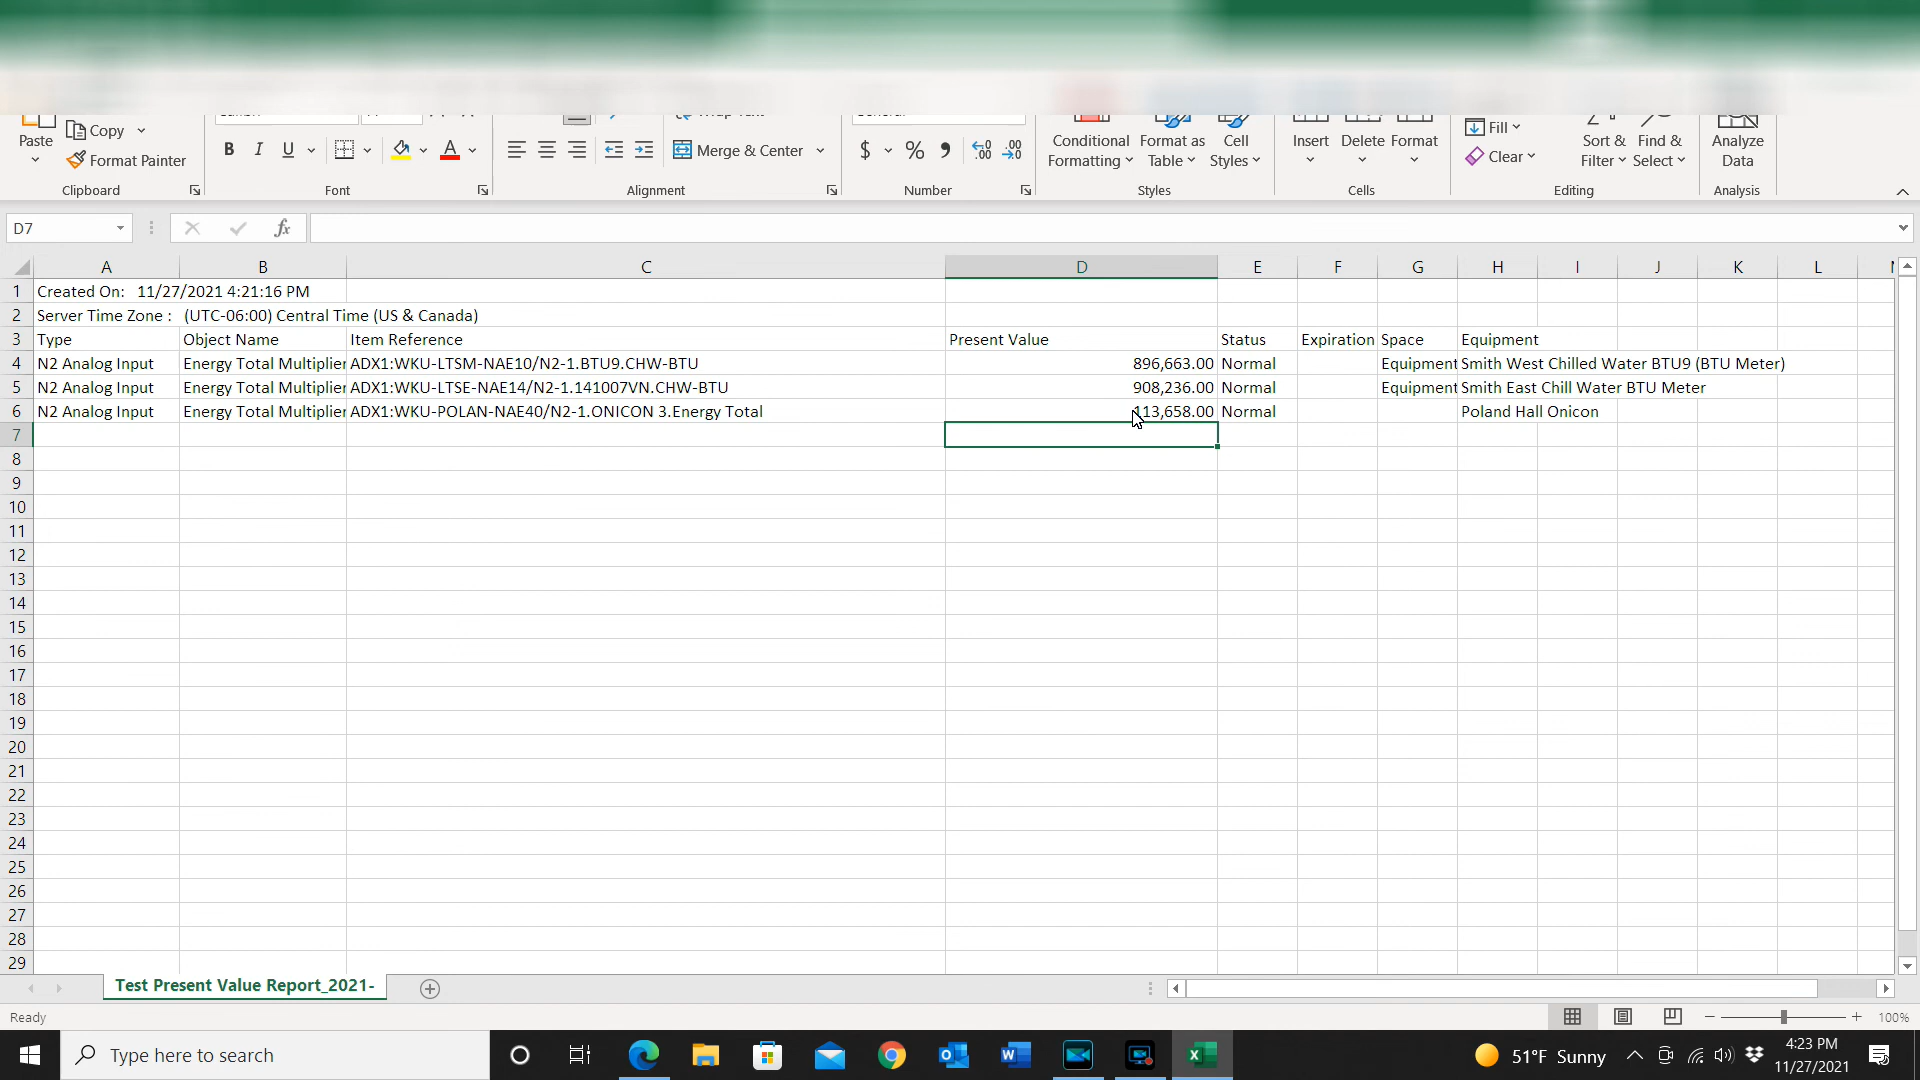 Paste
Copy
Format Painter
Clipboard
B I U
A
Font
Merge & Center
Alignment
$ % ,
Number
Conditional Formatting
Format as Table
Cell Styles
Styles
Insert
Delete
Format
Cells
Fill
Clear
Sort & Filter
Find & Select
Editing
Analyze Data
Analysis
D7
fx
A B C D E F G H I J K L
1 Created On: 11/27/2021 4:21:16 PM
2 Server Time Zone : (UTC-06:00) Central Time (US & Canada)
3 Type Object Name Item Reference Present Value Status Expiration Space Equipment
4 N2 Analog Input Energy Total Multiplier ADX1:WKU-LTSM-NAE10/N2-1.BTU9.CHW-BTU 896,663.00 Normal Equipment Smith West Chilled Water BTU9 (BTU Meter)
5 N2 Analog Input Energy Total Multiplier ADX1:WKU-LTSE-NAE14/N2-1.141007VN.CHW-BTU 908,236.00 Normal Equipment Smith East Chill Water BTU Meter
6 N2 Analog Input Energy Total Multiplier ADX1:WKU-POLAN-NAE40/N2-1.ONICON 3.Energy Total 113,658.00 Normal Poland Hall Onicon
7
8
9
10
11
12
13
14
15
16
17
18
19
20
21
22
23
24
25
26
27
28
29
Test Present Value Report_2021-
Ready
100%
Type here to search
51°F Sunny
4:23 PM
11/27/2021